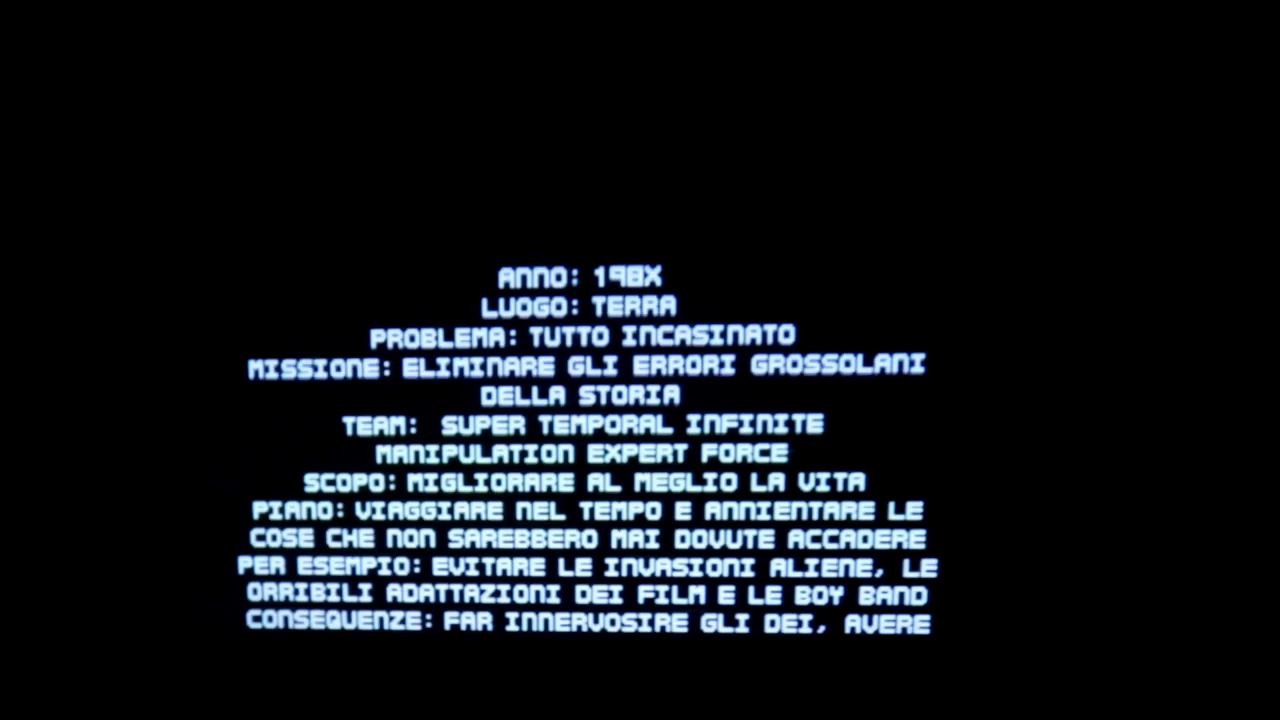 ANNO: 198X
LUOGO: TERRA
PROBLEMA: TUTTO INCASINATO
MISSIONE: ELIMINARE GLI ERRORI GROSSOLANI
DELLA STORIA
TEAM: SUPER TEMPORAL INFINITE
MANIPULATION EXPERT FORCE
SCOPO: MIGLIORARE AL MEGLIO LA VITA
PIANO: VIAGGIARE NEL TEMPO E ANNIENTARE LE
COSE CHE NON SAREBBERO MAI DOVUTE ACCADERE
PER ESEMPIO: EVITARE LE INVASIONI ALIENE, LE
ORRIBILI ADATTAZIONI DEI FILM E LE BOY BAND
CONSEQUENZE: FAR INNERVOSIRE GLI DEI, AVERE